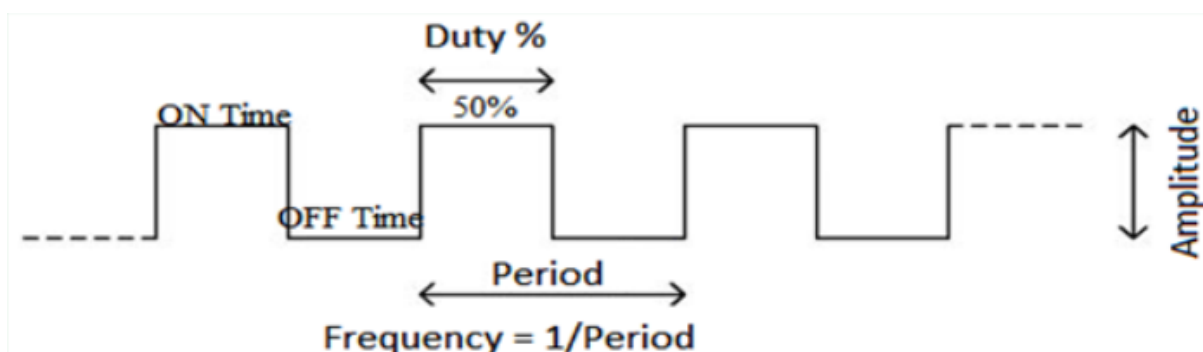 Duty %
50%
ON Time
OFF Time
Amplitude
Period
Frequency = 1/Period